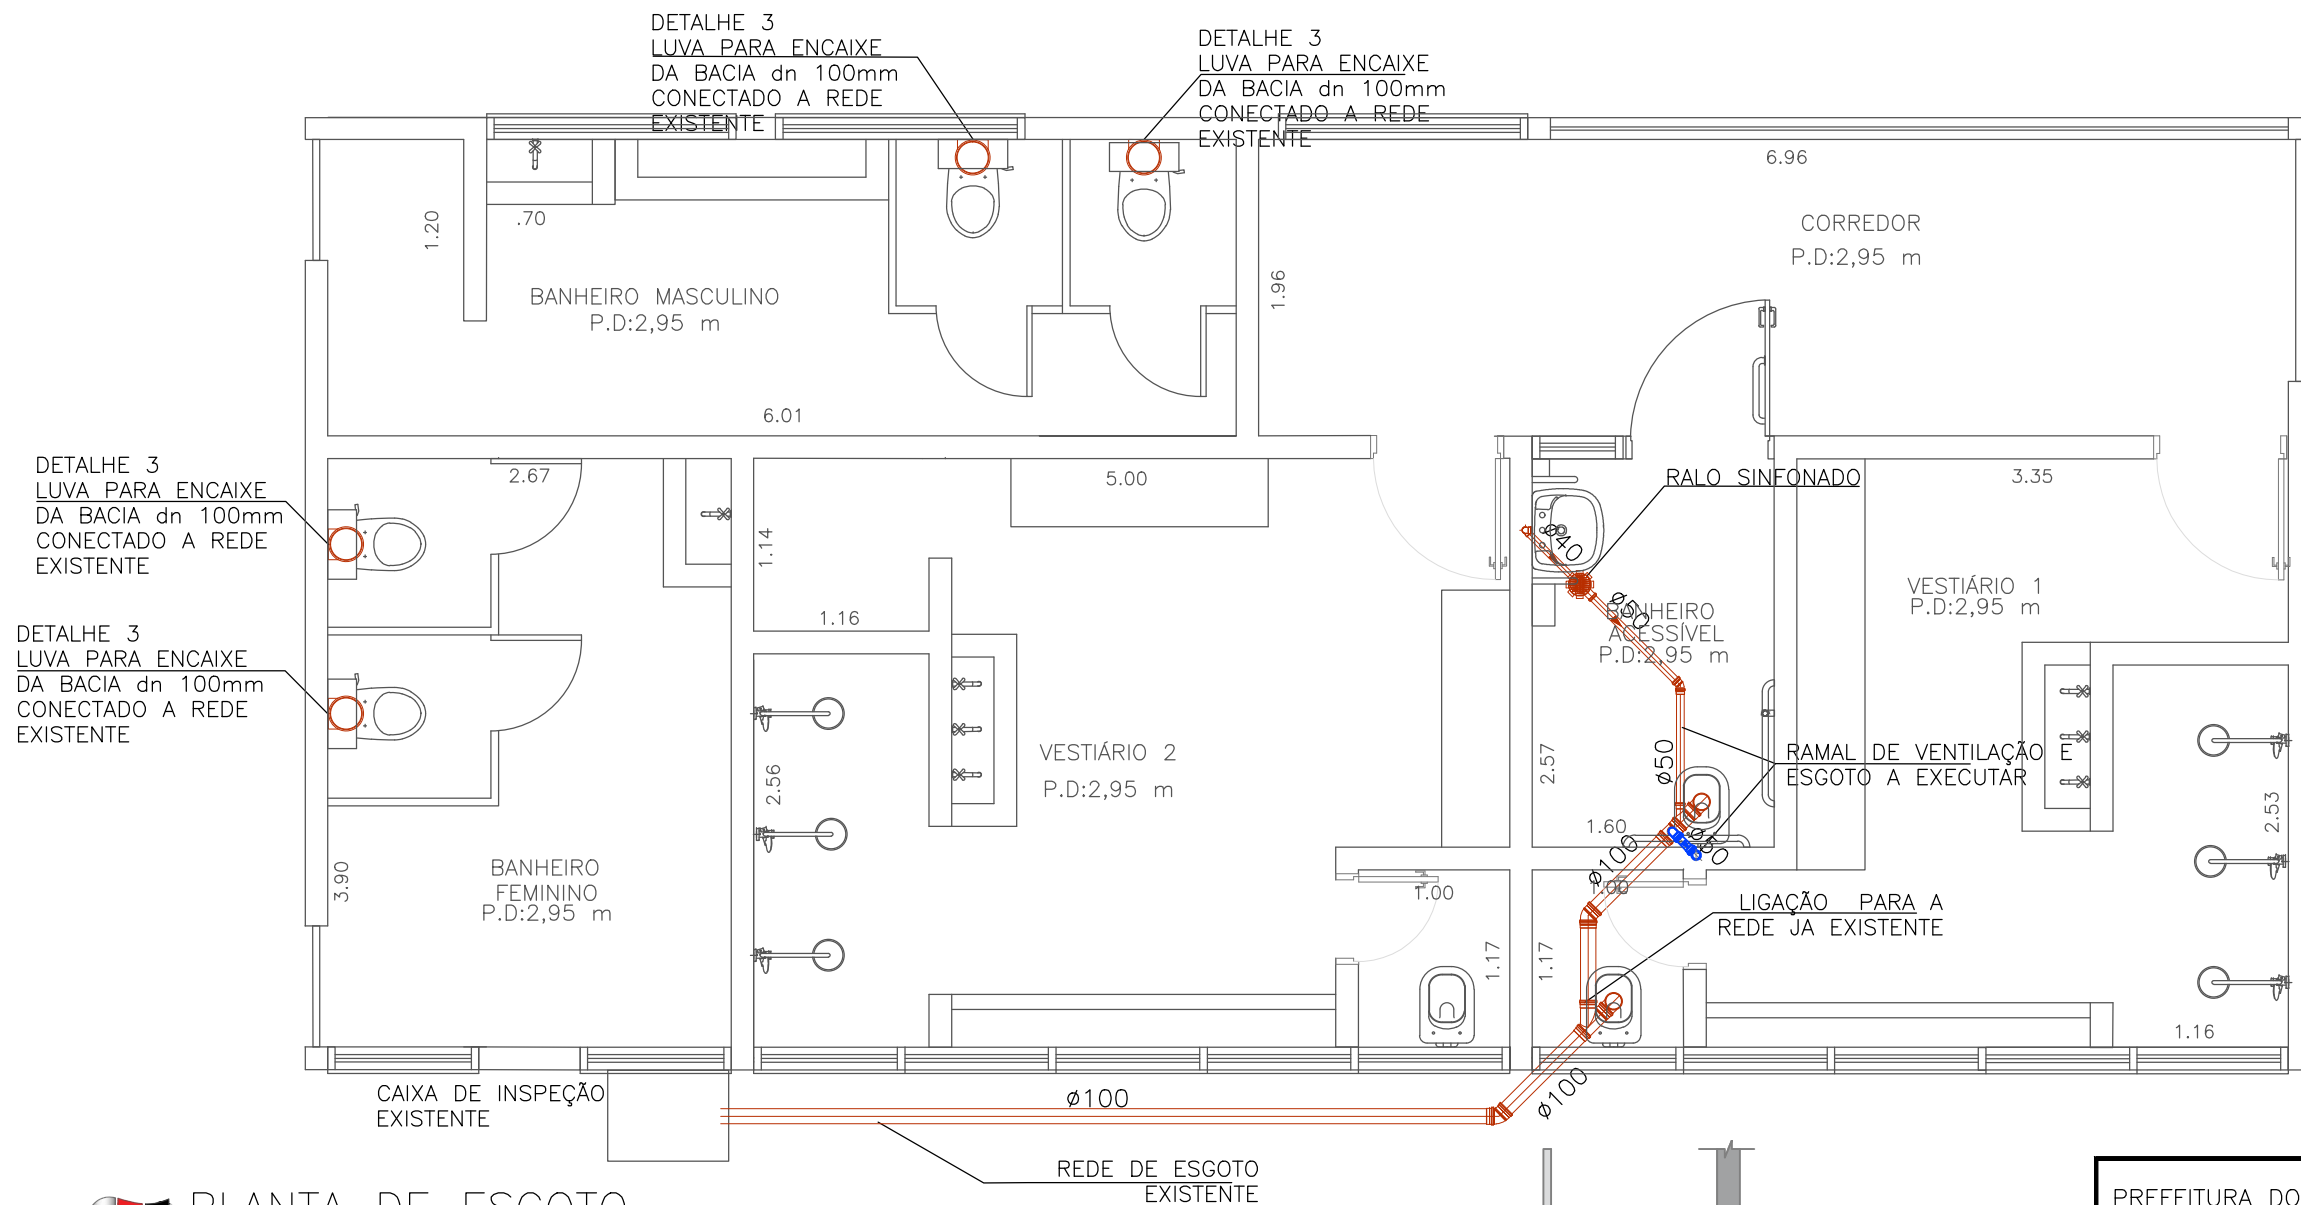 DETALHE 3
LUVA PARA ENCAIXE
DA BACIA dn 100mm
CONECTADO A REDE
EXISTENTE
DETALHE 3
LUVA PARA ENCAIXE
DA BACIA dn 100mm
CONECTADO A REDE
EXISTENTE
6.96
1.20
.70
CORREDOR
P.D:2,95 m
BANHEIRO MASCULINO
P.D:2,95 m
1.96
6.01
DETALHE 3
LUVA PARA ENCAIXE
DA BACIA dn 100mm
CONECTADO A REDE
EXISTENTE
2.67
5.00
RALO SINFONADO
3.35
1.14
ø40
ø50
1.16
BANHEIRO
ACESSÍVEL
P.D:2,95 m
VESTIÁRIO 1
P.D:2,95 m
DETALHE 3
LUVA PARA ENCAIXE
DA BACIA dn 100mm
CONECTADO A REDE
EXISTENTE
VESTIÁRIO 2
P.D:2,95 m
2.56
2.57
ø50
RAMAL DE VENTILAÇÃO E
ESGOTO A EXECUTAR
2.53
1.60
ø50
ø100
BANHEIRO
FEMININO
P.D:2,95 m
3.90
1.00
1.00
LIGAÇÃO PARA A
REDE JA EXISTENTE
1.17
1.17
1.16
CAIXA DE INSPEÇÃO
EXISTENTE
ø100
ø100
REDE DE ESGOTO
EXISTENTE
PLANTA DE ESGOTO
PREFEITURA DO